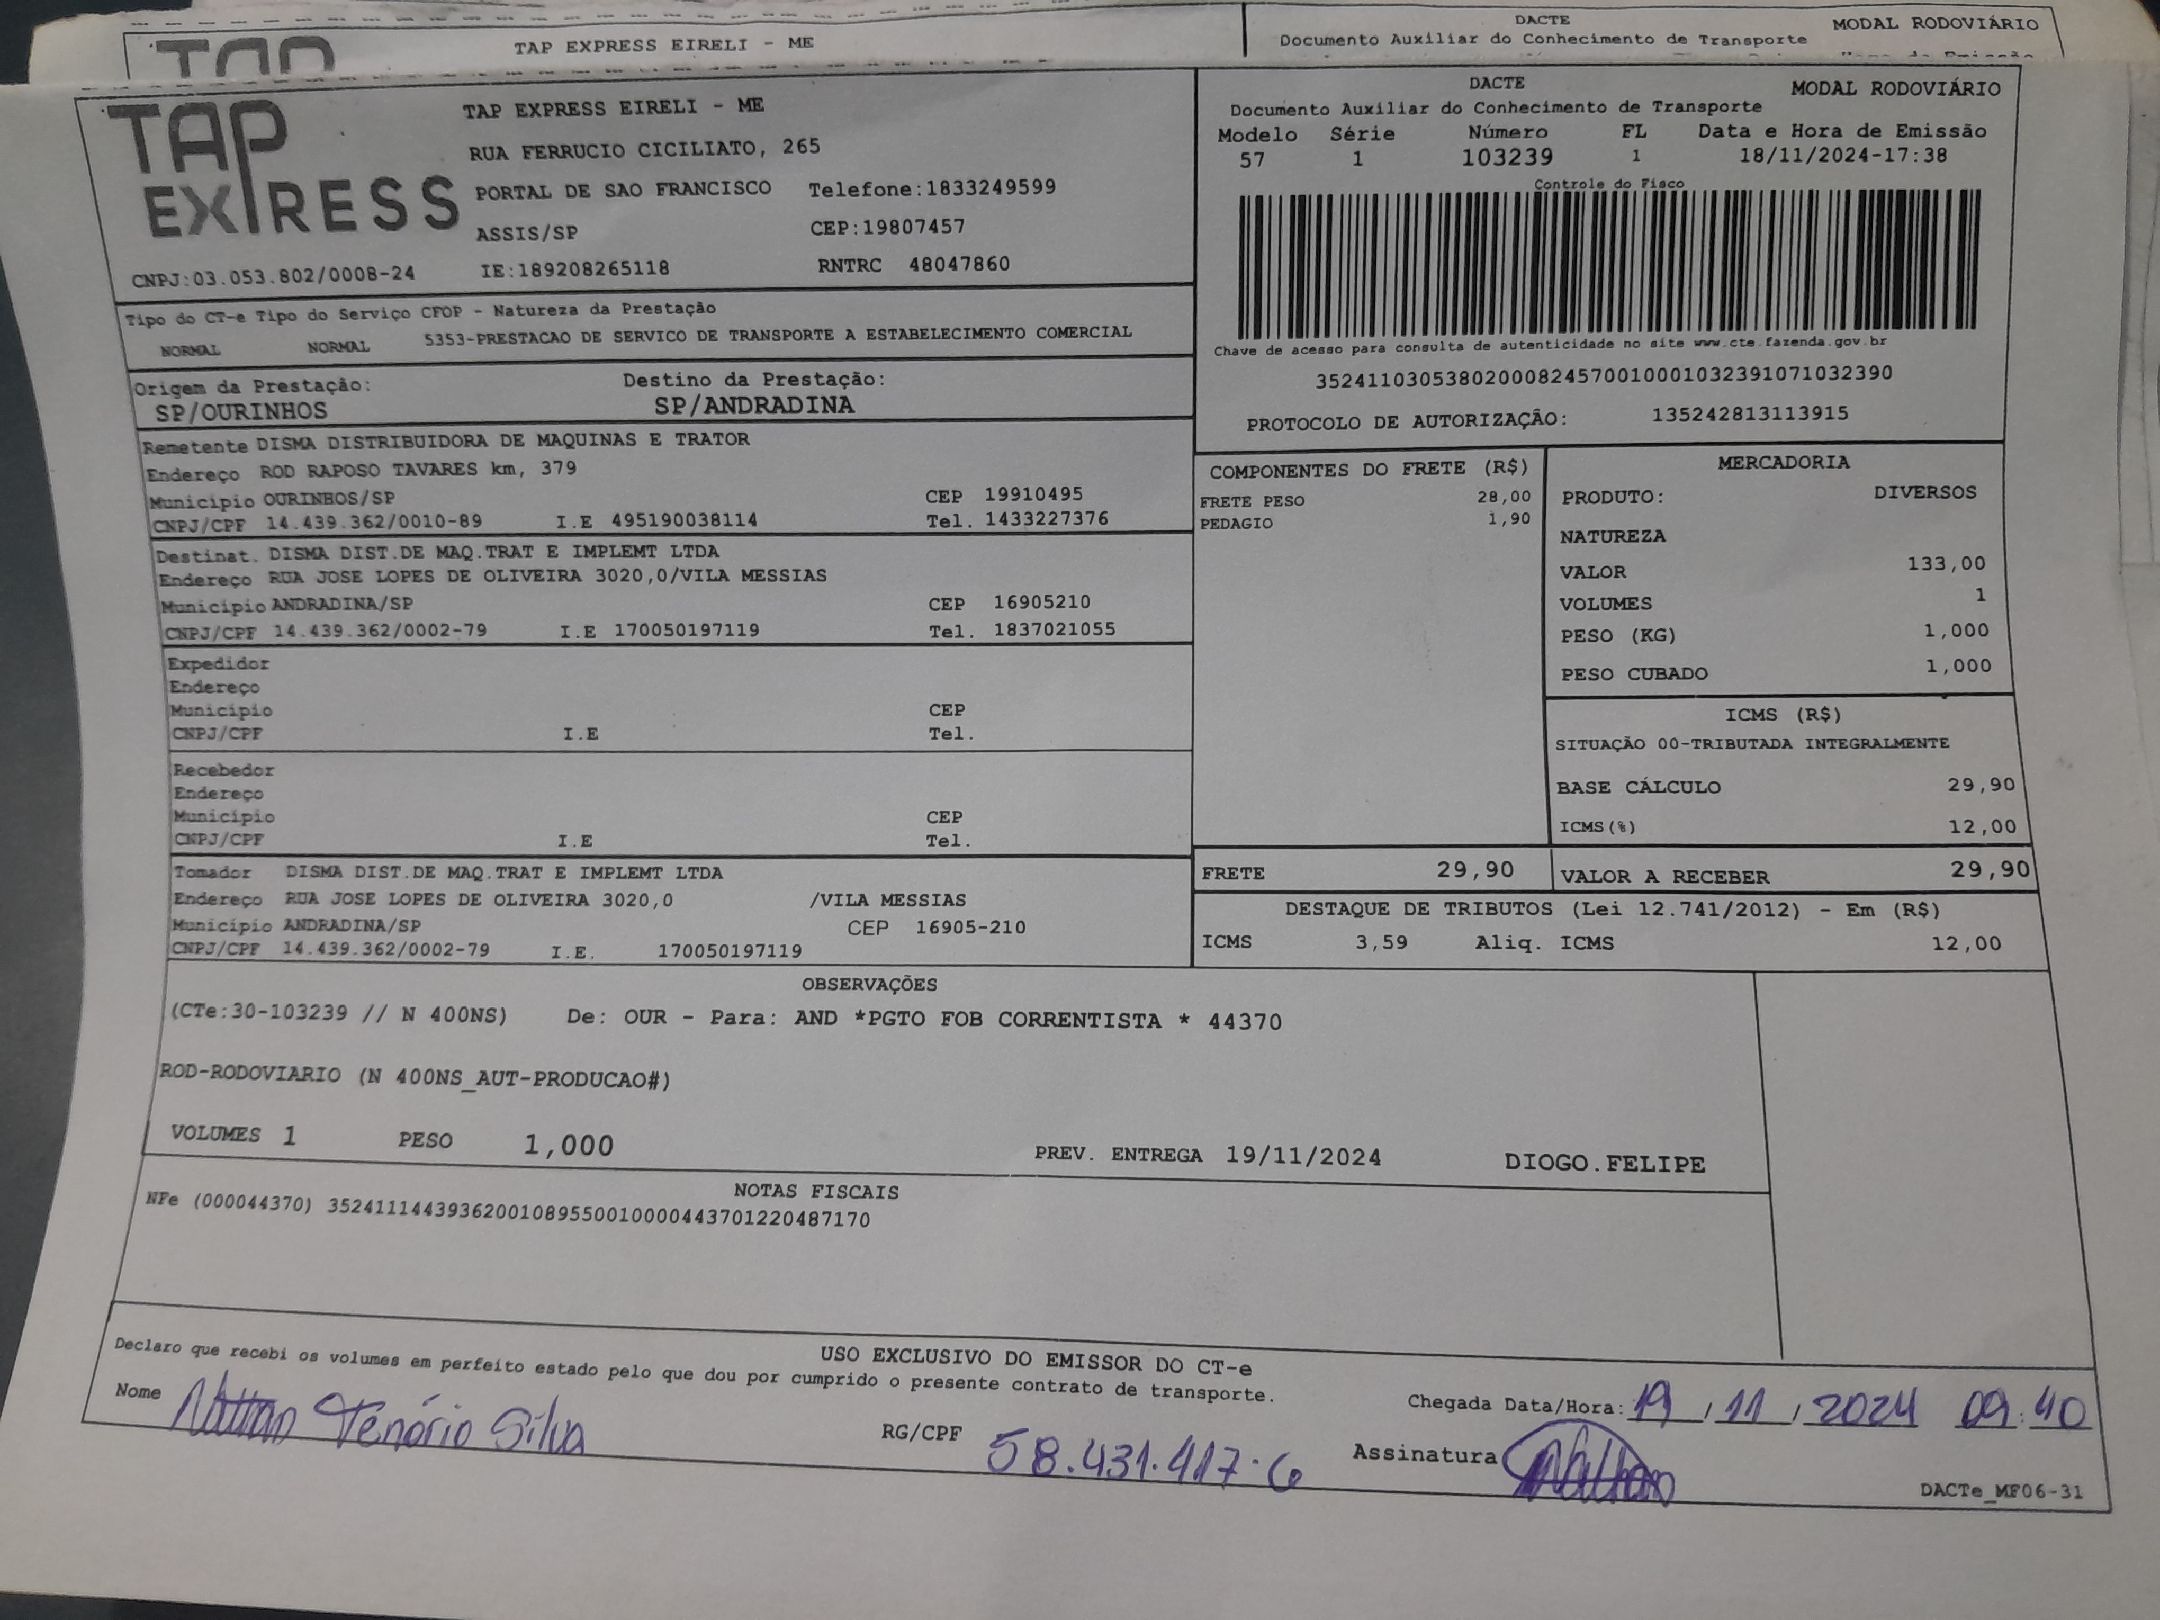 TAP EXPRESS EIRELI - ME
DACTE
MODAL RODOVIÁRIO
Documento Auxiliar do Conhecimento de Transporte
TAP EXPRESS
TAP EXPRESS EIRELI - ME
RUA FERRUCIO CICILIATO, 265
PORTAL DE SAO FRANCISCO Telefone:1833249599
ASSIS/SP CEP:19807457
CNPJ:03.053.802/0008-24 IE:189208265118 RNTRC 48047860
DACTE MODAL RODOVIÁRIO
Documento Auxiliar do Conhecimento de Transporte
Modelo Série Número FL Data e Hora de Emissão
57 1 103239 1 18/11/2024-17:38
Controle do Fisco
Chave de acesso para consulta de autenticidade no site www.cte.fazenda.gov.br
35241103053802000824570010001032391071032390
PROTOCOLO DE AUTORIZAÇÃO: 135242813113915
Tipo do CT-e Tipo do Serviço CFOP - Natureza da Prestação
NORMAL NORMAL 5353-PRESTACAO DE SERVICO DE TRANSPORTE A ESTABELECIMENTO COMERCIAL
Origem da Prestação: Destino da Prestação:
SP/OURINHOS SP/ANDRADINA
Remetente DISMA DISTRIBUIDORA DE MAQUINAS E TRATOR
Endereço ROD RAPOSO TAVARES km, 379
Município OURINHOS/SP CEP 19910495
CNPJ/CPF 14.439.362/0010-89 I.E 495190038114 Tel. 1433227376
Destinat. DISMA DIST.DE MAQ.TRAT E IMPLEMT LTDA
Endereço RUA JOSE LOPES DE OLIVEIRA 3020,0/VILA MESSIAS
Município ANDRADINA/SP CEP 16905210
CNPJ/CPF 14.439.362/0002-79 I.E 170050197119 Tel. 1837021055
Expedidor
Endereço
Município CEP
CNPJ/CPF I.E Tel.
Recebedor
Endereço
Município CEP
CNPJ/CPF I.E Tel.
Tomador DISMA DIST.DE MAQ.TRAT E IMPLEMT LTDA
Endereço RUA JOSE LOPES DE OLIVEIRA 3020,0 /VILA MESSIAS
Município ANDRADINA/SP CEP 16905-210
CNPJ/CPF 14.439.362/0002-79 I.E. 170050197119
COMPONENTES DO FRETE (R$)
FRETE PESO 28,00
PEDAGIO 1,90
MERCADORIA
PRODUTO: DIVERSOS
NATUREZA
VALOR 133,00
VOLUMES 1
PESO (KG) 1,000
PESO CUBADO 1,000
ICMS (R$)
SITUAÇÃO 00-TRIBUTADA INTEGRALMENTE
BASE CÁLCULO 29,90
ICMS(%) 12,00
FRETE 29,90 VALOR A RECEBER 29,90
DESTAQUE DE TRIBUTOS (Lei 12.741/2012) - Em (R$)
ICMS 3,59 Aliq. ICMS 12,00
OBSERVAÇÕES
(CTe:30-103239 // N 400NS) De: OUR - Para: AND *PGTO FOB CORRENTISTA * 44370
ROD-RODOVIARIO (N 400NS_AUT-PRODUCAO#)
VOLUMES 1 PESO 1,000 PREV. ENTREGA 19/11/2024 DIOGO.FELIPE
NOTAS FISCAIS
NFe (000044370) 35241114439362001089550010000443701220487170
USO EXCLUSIVO DO EMISSOR DO CT-e
Declaro que recebi os volumes em perfeito estado pelo que dou por cumprido o presente contrato de transporte.
Nome Nathan Tenório Silva RG/CPF 58.431.417-6
Chegada Data/Hora: 19/11/2024 09:40
Assinatura Nathan
DACTe_MF06-31